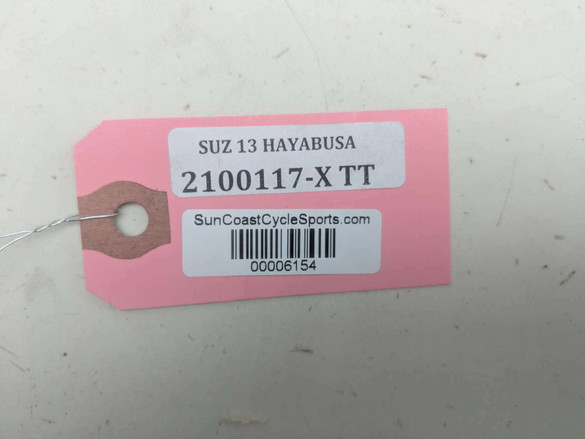 SUZ 13 HAYABUSA
2100117-X TT
SunCoastCycleSports.com
00006154